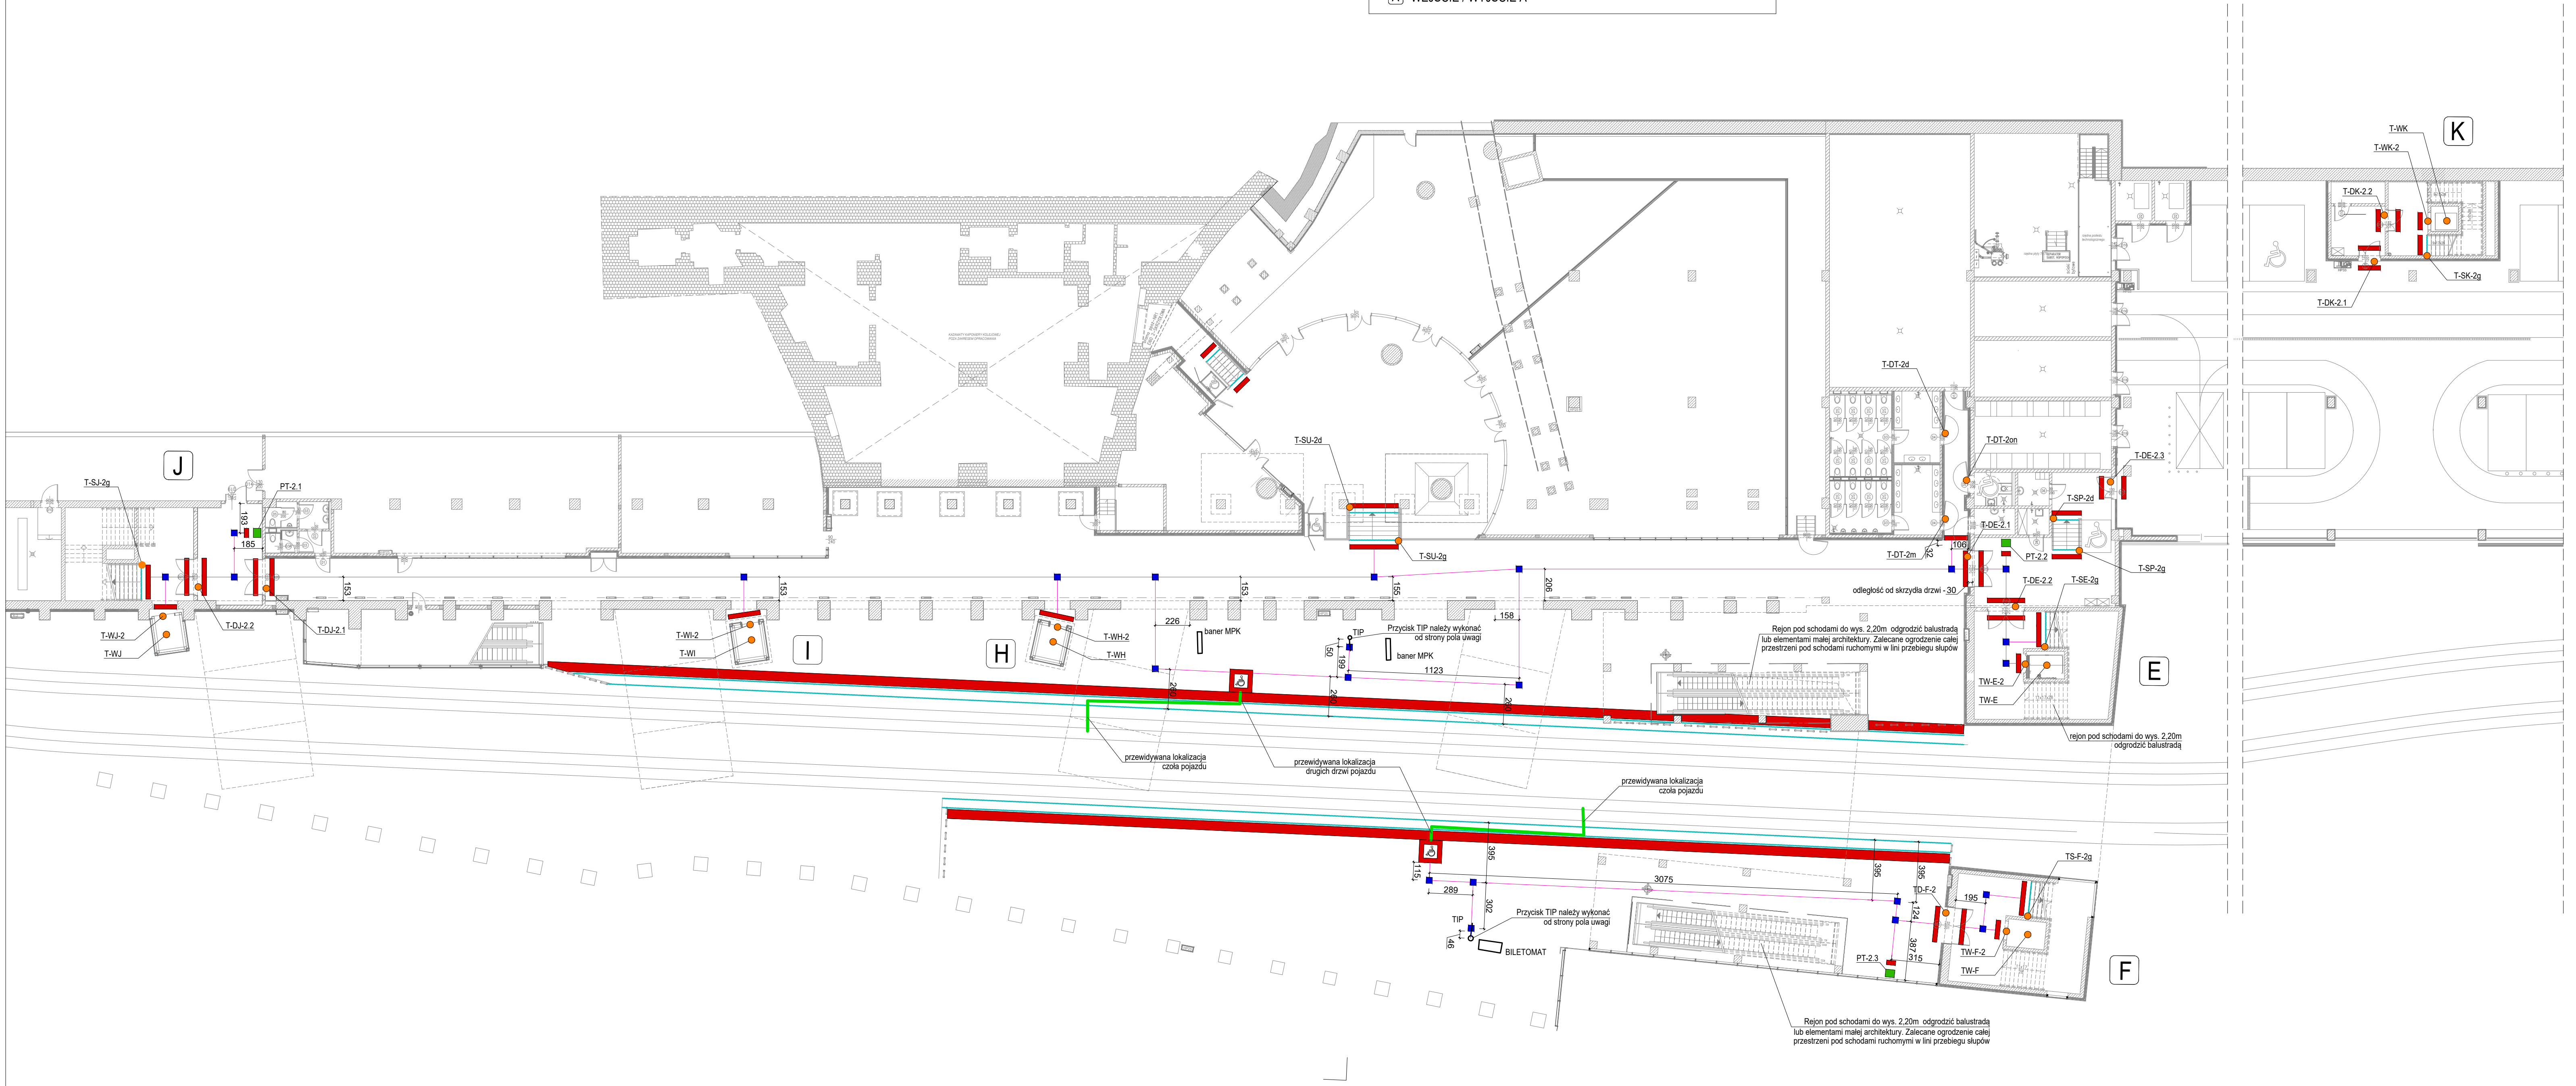 A WEJŚCIE / WYJŚCIE A
K
T-WK
T-WK-2
T-DK-2.2
T-SK-2g
T-DK-2.1
J
T-SJ-2g
PT-2.1
193
185
153
T-WJ-2
T-WJ
T-DJ-2.2
T-DJ-2.1
T-SU-2d
T-SU-2g
T-DT-2d
T-DT-2on
T-DT-2m
T-DE-2.3
T-SP-2d
T-DE-2.1
PT-2.2
T-SP-2g
T-DE-2.2
T-SE-2g
106
32
odległość od skrzydła drzwi - 30
153
153
155
206
158
226
T-WI-2
T-WI
I
H
T-WH-2
T-WH
baner MPK
TIP
Przycisk TIP należy wykonać
od strony pola uwagi
baner MPK
50
199
1123
260
260
260
Rejon pod schodami do wys. 2,20m odgrodzić balustradą
lub elementami małej architektury. Zalecane ogrodzenie całej
przestrzeni pod schodami ruchomymi w lini przebiegu słupów
E
TW-E-2
TW-E
rejon pod schodami do wys. 2,20m
odgrodzić balustradą
przewidywana lokalizacja
czoła pojazdu
przewidywana lokalizacja
drugich drzwi pojazdu
przewidywana lokalizacja
czoła pojazdu
395
395
395
115
289
302
3075
46
TIP
Przycisk TIP należy wykonać
od strony pola uwagi
BILETOMAT
TS-F-2g
TD-F-2
195
124
387
315
PT-2.3
TW-F-2
TW-F
F
Rejon pod schodami do wys. 2,20m odgrodzić balustradą
lub elementami małej architektury. Zalecane ogrodzenie całej
przestrzeni pod schodami ruchomymi w lini przebiegu słupów